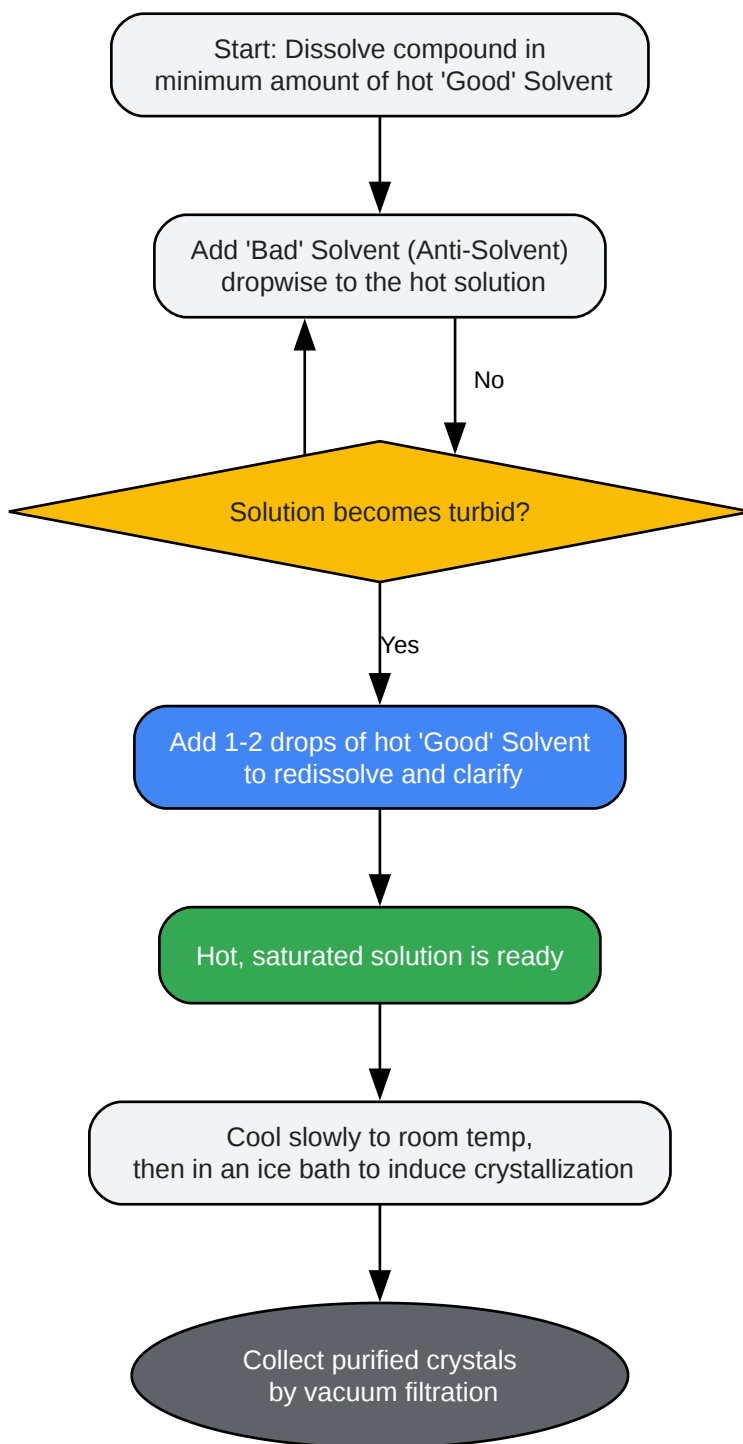 Start: Dissolve compound in
minimum amount of hot 'Good' Solvent
Add 'Bad' Solvent (Anti-Solvent)
dropwise to the hot solution
No
Solution becomes turbid?
Yes
Add 1-2 drops of hot 'Good' Solvent
to redissolve and clarify
Hot, saturated solution is ready
Cool slowly to room temp,
then in an ice bath to induce crystallization
Collect purified crystals
by vacuum filtration